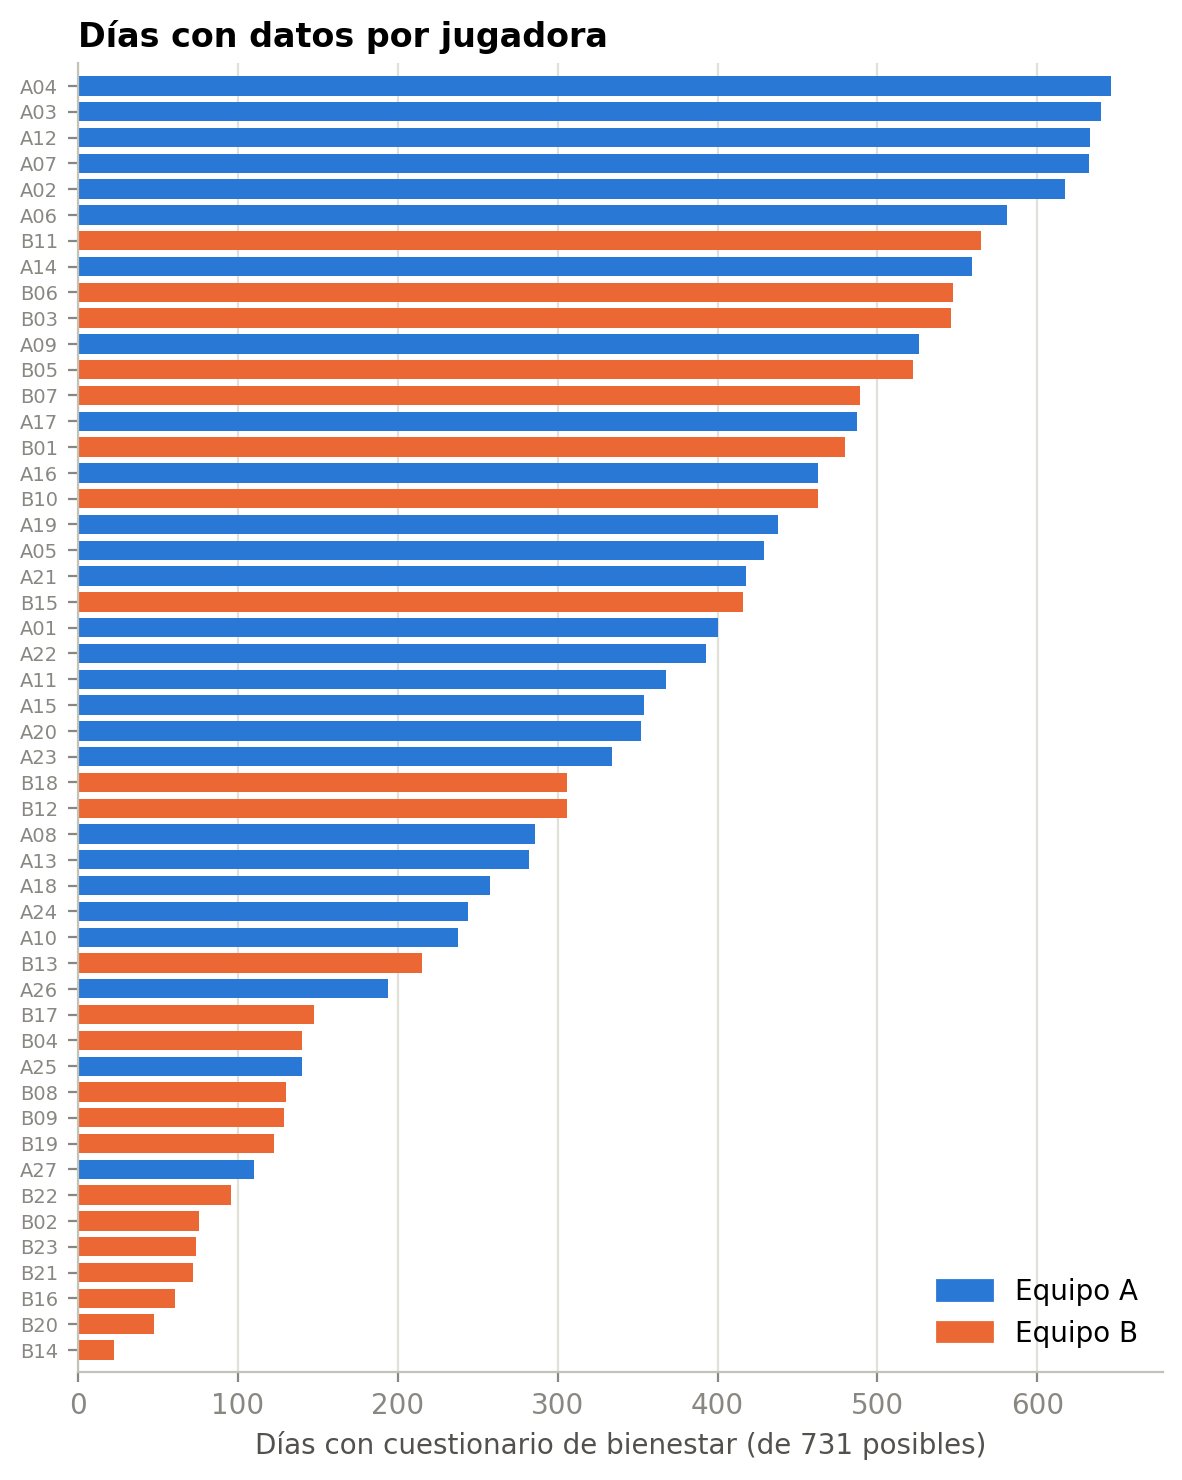 Días con datos por jugadora
A04
A03
A12
A07
A02
A06
B11
A14
B06
B03
A09
B05
B07
A17
B01
A16
B10
A19
A05
A21
B15
A01
A22
A11
A15
A20
A23
B18
B12
A08
A13
A18
A24
A10
B13
A26
B17
B04
A25
B08
B09
B19
A27
B22
B02
B23
B21
B16
B20
B14
Equipo A
Equipo B
0 100 200 300 400 500 600
Días con cuestionario de bienestar (de 731 posibles)